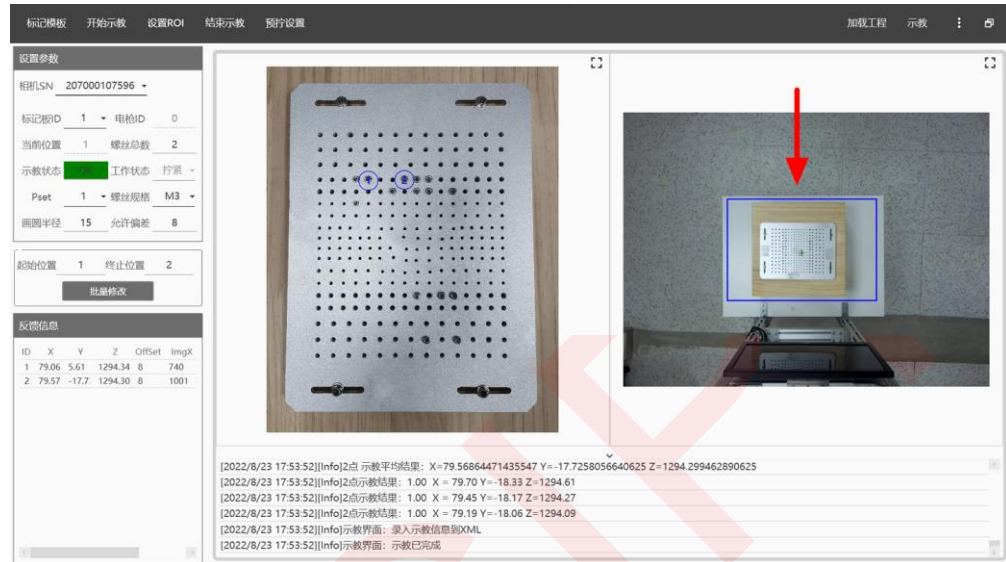 标记模板 开始示教 设置ROI 结束示教 预拧设置 加载工程 示教
设置参数
相机SN 207000107596
标记板ID 1 电枪ID 0
当前位置 1 螺丝总数 2
示教状态 OK 工作状态 拧紧
Pset 1 螺丝规格 M3
画圆半径 15 允许偏差 8
起始位置 1 终止位置 2
批量修改
反馈信息
ID X Y Z OffSet ImgX
1 79.06 5.61 1294.34 8 740
2 79.57 -17.7 1294.30 8 1001
[2022/8/23 17:53:52][Info]2点 示教平均结果：X=79.56864471435547 Y=-17.7258056640625 Z=1294.299462890625
[2022/8/23 17:53:52][Info]2点示教结果：1.00 X = 79.70 Y=-18.33 Z=1294.61
[2022/8/23 17:53:52][Info]2点示教结果：1.00 X = 79.45 Y=-18.17 Z=1294.27
[2022/8/23 17:53:52][Info]2点示教结果：1.00 X = 79.19 Y=-18.06 Z=1294.09
[2022/8/23 17:53:52][Info]示教界面：录入示教信息到XML
[2022/8/23 17:53:52][Info]示教界面：示教已完成